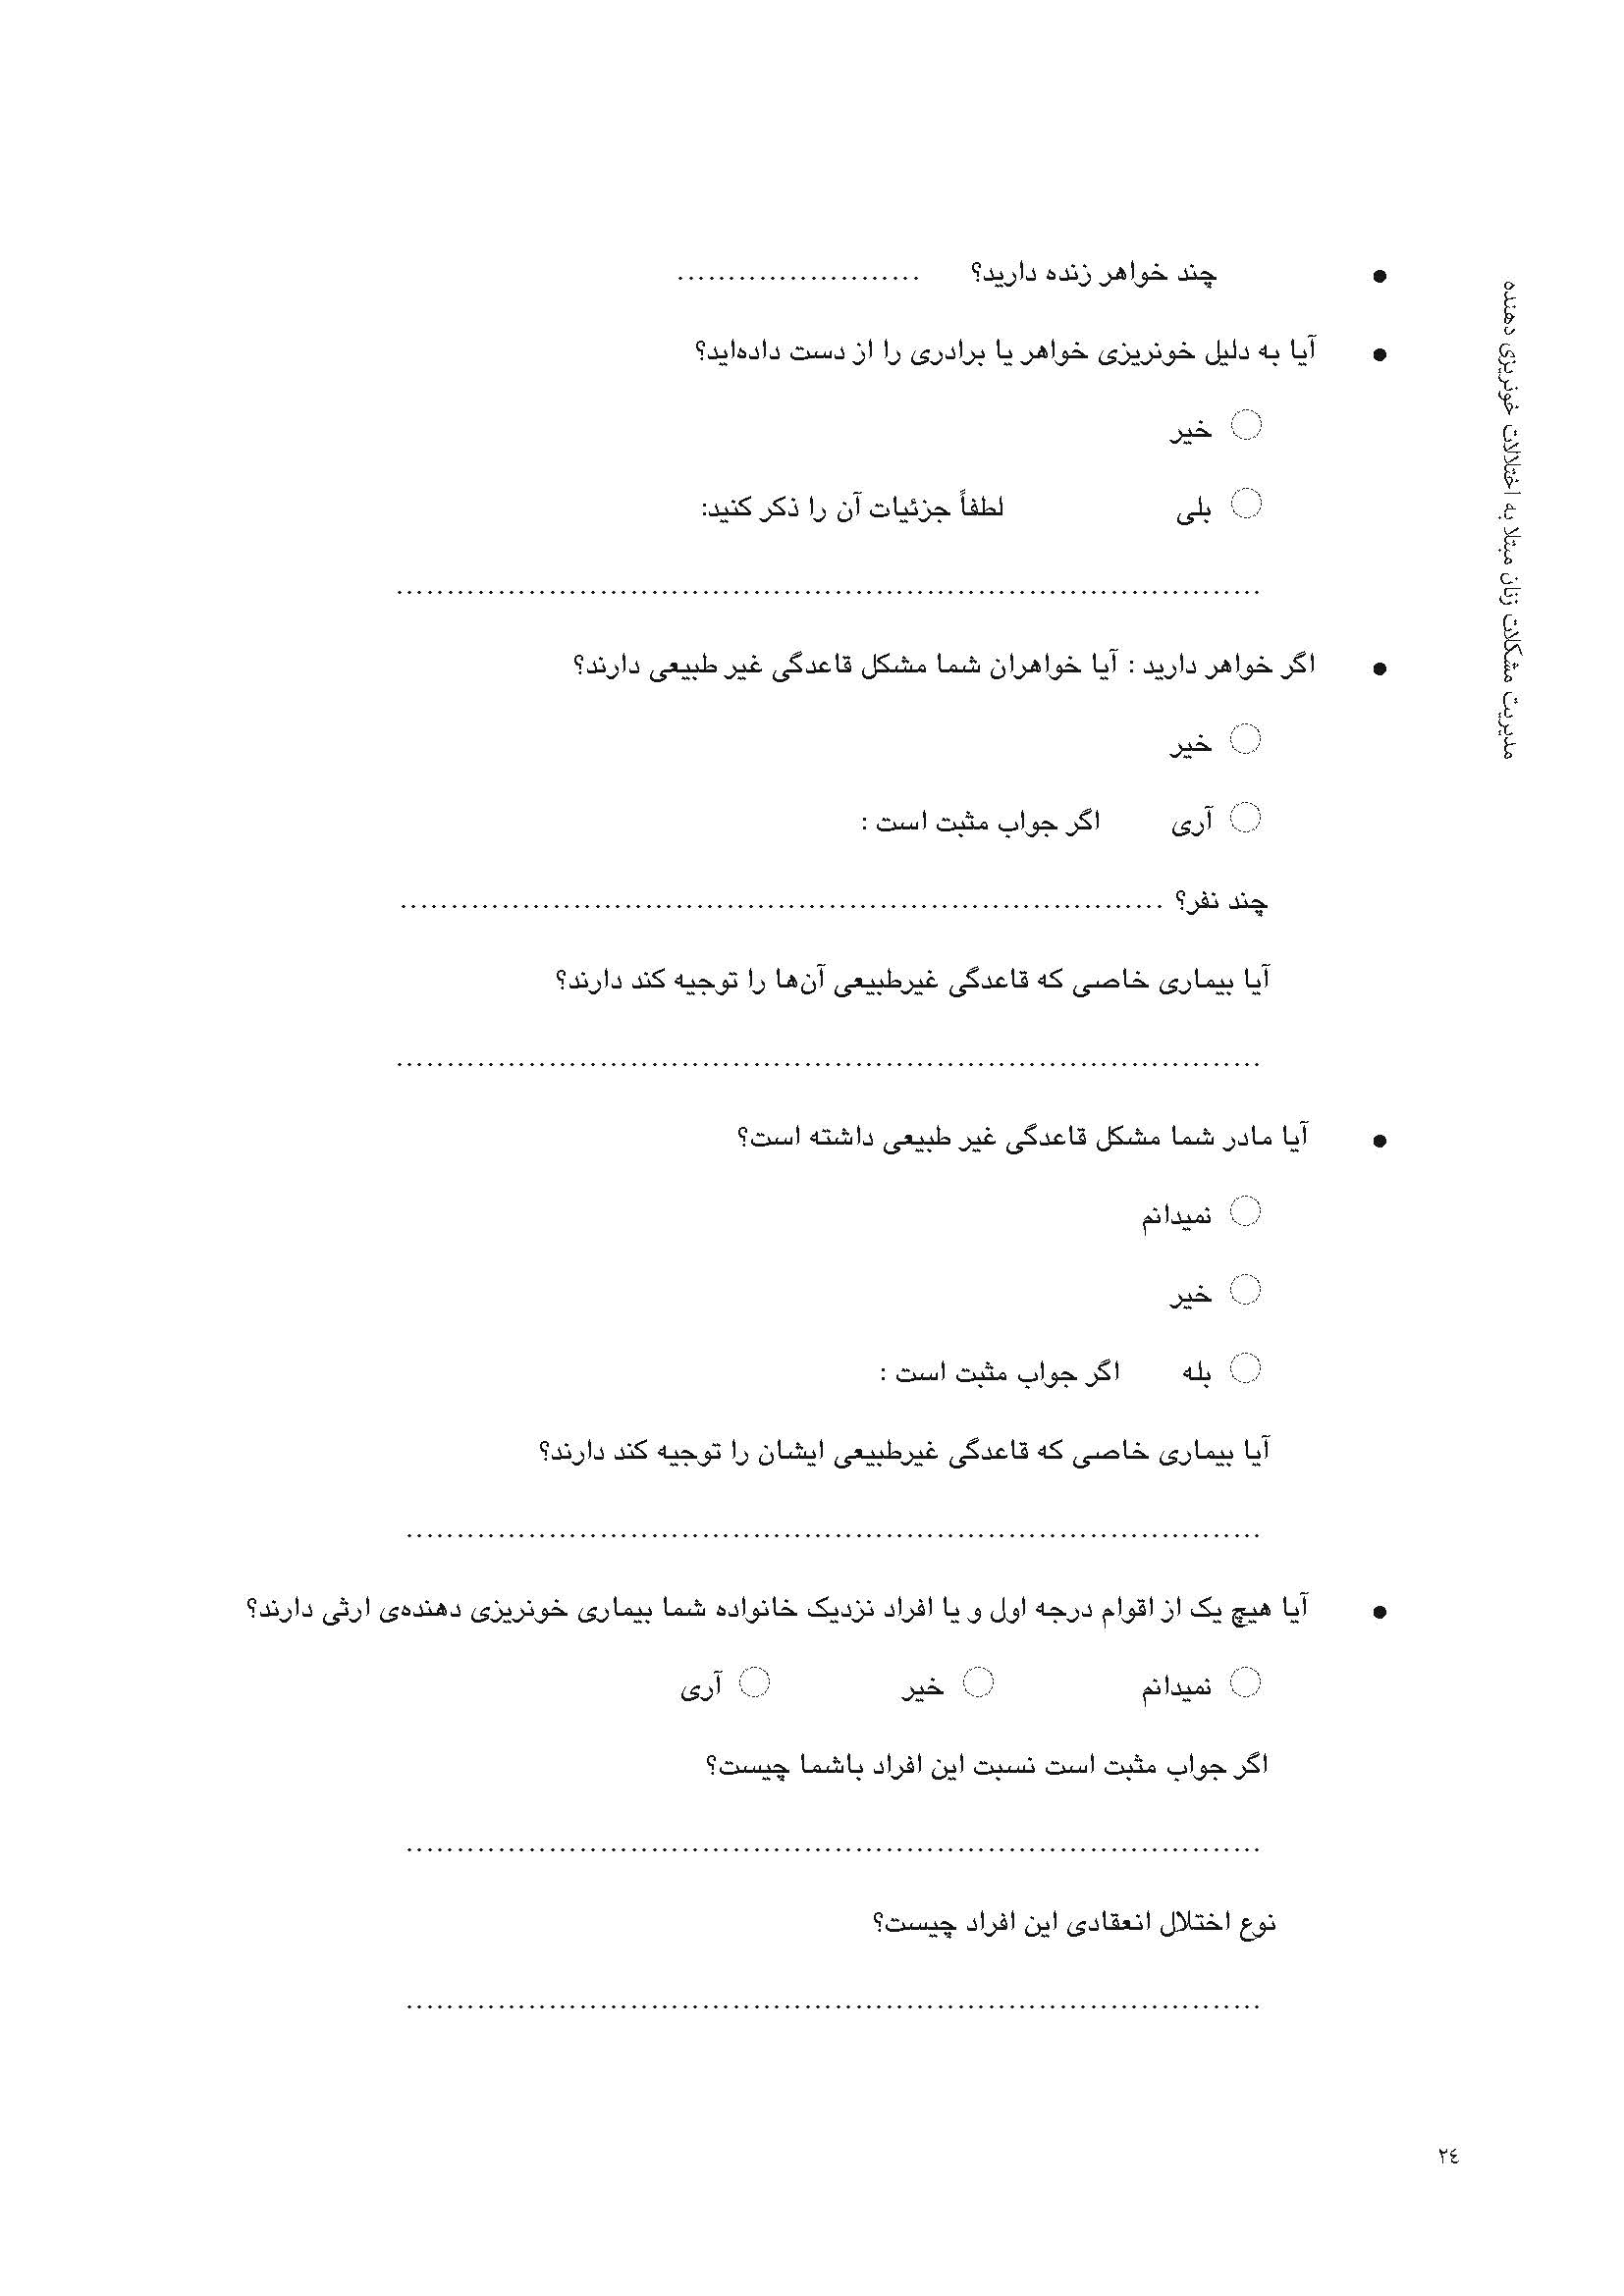 مدیریت مشکلات زنان مبتلا به اختلالات خونریزی دهنده
● چند خواهر زنده دارید؟ ........................
● آیا به دلیل خونریزی خواهر یا برادری را از دست داده‌اید؟
○ خیر
○ بلی لطفاً جزئیات آن را ذکر کنید:
.....................................................................................
● اگر خواهر دارید : آیا خواهران شما مشکل قاعدگی غیر طبیعی دارند؟
○ خیر
○ آری اگر جواب مثبت است :
چند نفر؟ ...........................................................................
آیا بیماری خاصی که قاعدگی غیرطبیعی آن‌ها را توجیه کند دارند؟
.....................................................................................
● آیا مادر شما مشکل قاعدگی غیر طبیعی داشته است؟
○ نمیدانم
○ خیر
○ بله اگر جواب مثبت است :
آیا بیماری خاصی که قاعدگی غیرطبیعی ایشان را توجیه کند دارند؟
....................................................................................
● آیا هیچ یک از اقوام درجه اول و یا افراد نزدیک خانواده شما بیماری خونریزی دهنده‌ی ارثی دارند؟
○ نمیدانم ○ خیر ○ آری
اگر جواب مثبت است نسبت این افراد باشما چیست؟
....................................................................................
نوع اختلال انعقادی این افراد چیست؟
....................................................................................
٢٤